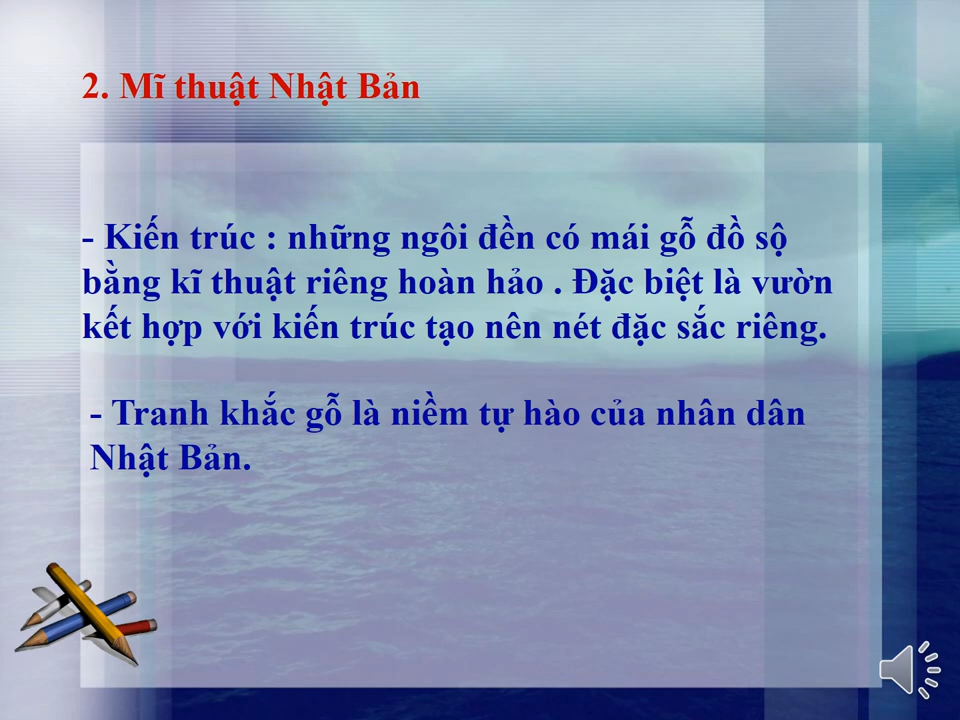 2. Mĩ thuật Nhật Bản
- Kiến trúc : những ngôi đền có mái gỗ đồ sộ
bằng kĩ thuật riêng hoàn hảo . Đặc biệt là vườn
kết hợp với kiến trúc tạo nên nét đặc sắc riêng.
- Tranh khắc gỗ là niềm tự hào của nhân dân
Nhật Bản.